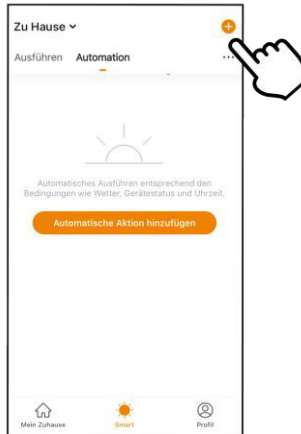 Zu Hause
Ausführen Automation ...
Automatisches Ausführen entsprechend den
Bedingungen wie Wetter, Gerätestatus und Uhrzeit.
Automatische Aktion hinzufügen
Mein Zuhause Smart Profil